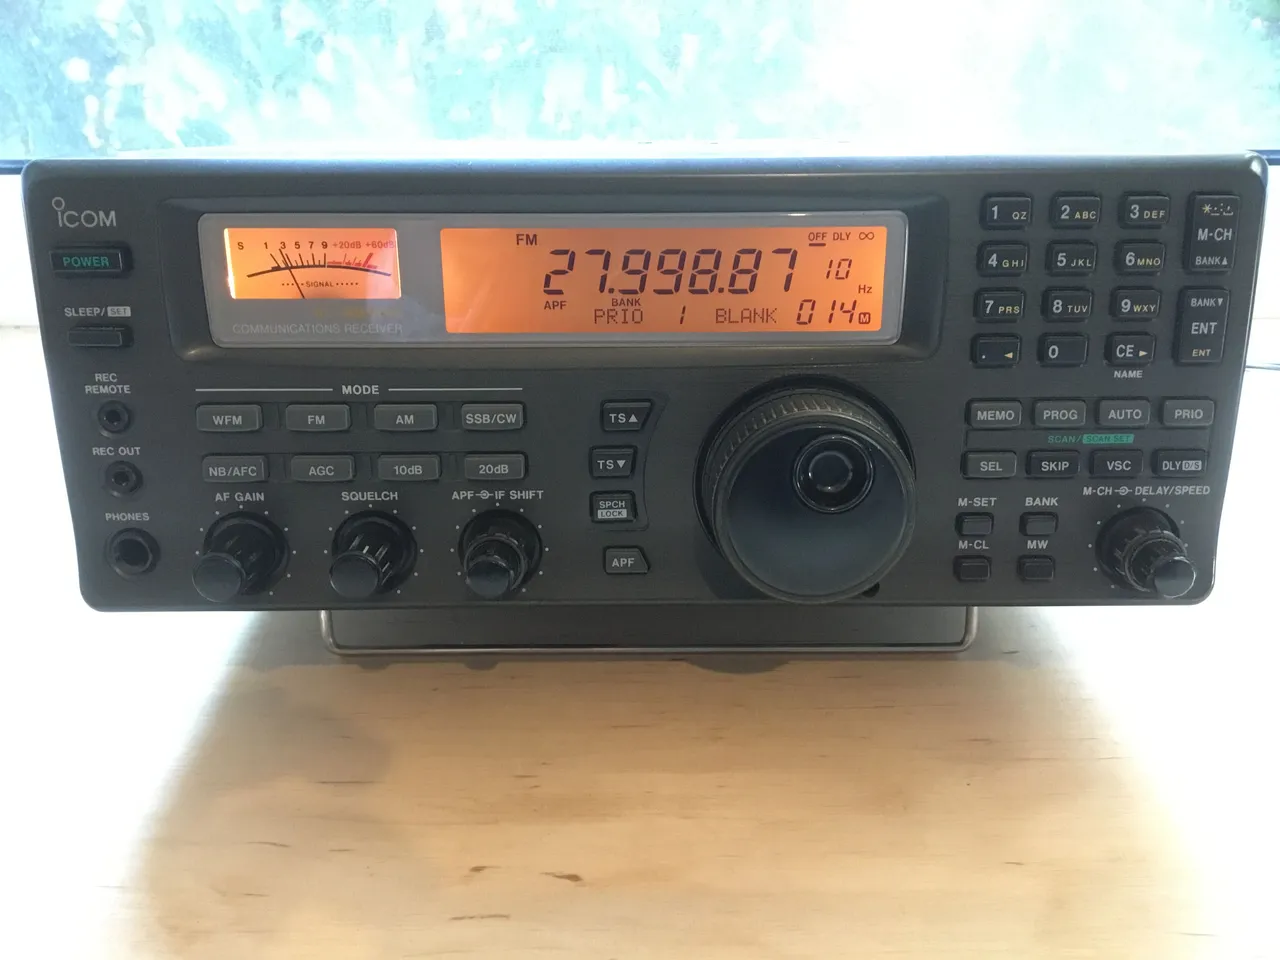 ICOM
POWER
SLEEP/ SET
REC
REMOTE
REC OUT
PHONES
S 1 3 5 7 9 +20dB +60dB
SIGNAL
COMMUNICATIONS RECEIVER
FM OFF DLY ∞
27.998.87 10
Hz
APF BANK
PRIO 1 BLANK 014 M
MODE
WFM FM AM SSB/CW
NB/AFC AGC 10dB 20dB
AF GAIN SQUELCH APF IF SHIFT
TS▲
TS▼
SPCH
LOCK
APF
1 QZ 2 ABC 3 DEF
4 GHI 5 JKL 6 MNO
7 PRS 8 TUV 9 WXY
. ◄ 0 CE ►
NAME
M-CH
BANK▲
BANK▼
ENT
ENT
MEMO PROG AUTO PRIO
SCAN/ SCAN SET
SEL SKIP VSC DLY D/S
M-SET BANK M-CH DELAY/SPEED
M-CL MW